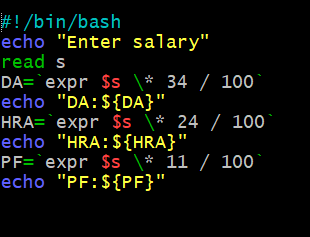 #!/bin/bash
echo "Enter salary"
read s
DA=`expr $s \* 34 / 100`
echo "DA:${DA}"
HRA=`expr $s \* 24 / 100`
echo "HRA:${HRA}"
PF=`expr $s \* 11 / 100`
echo "PF:${PF}"